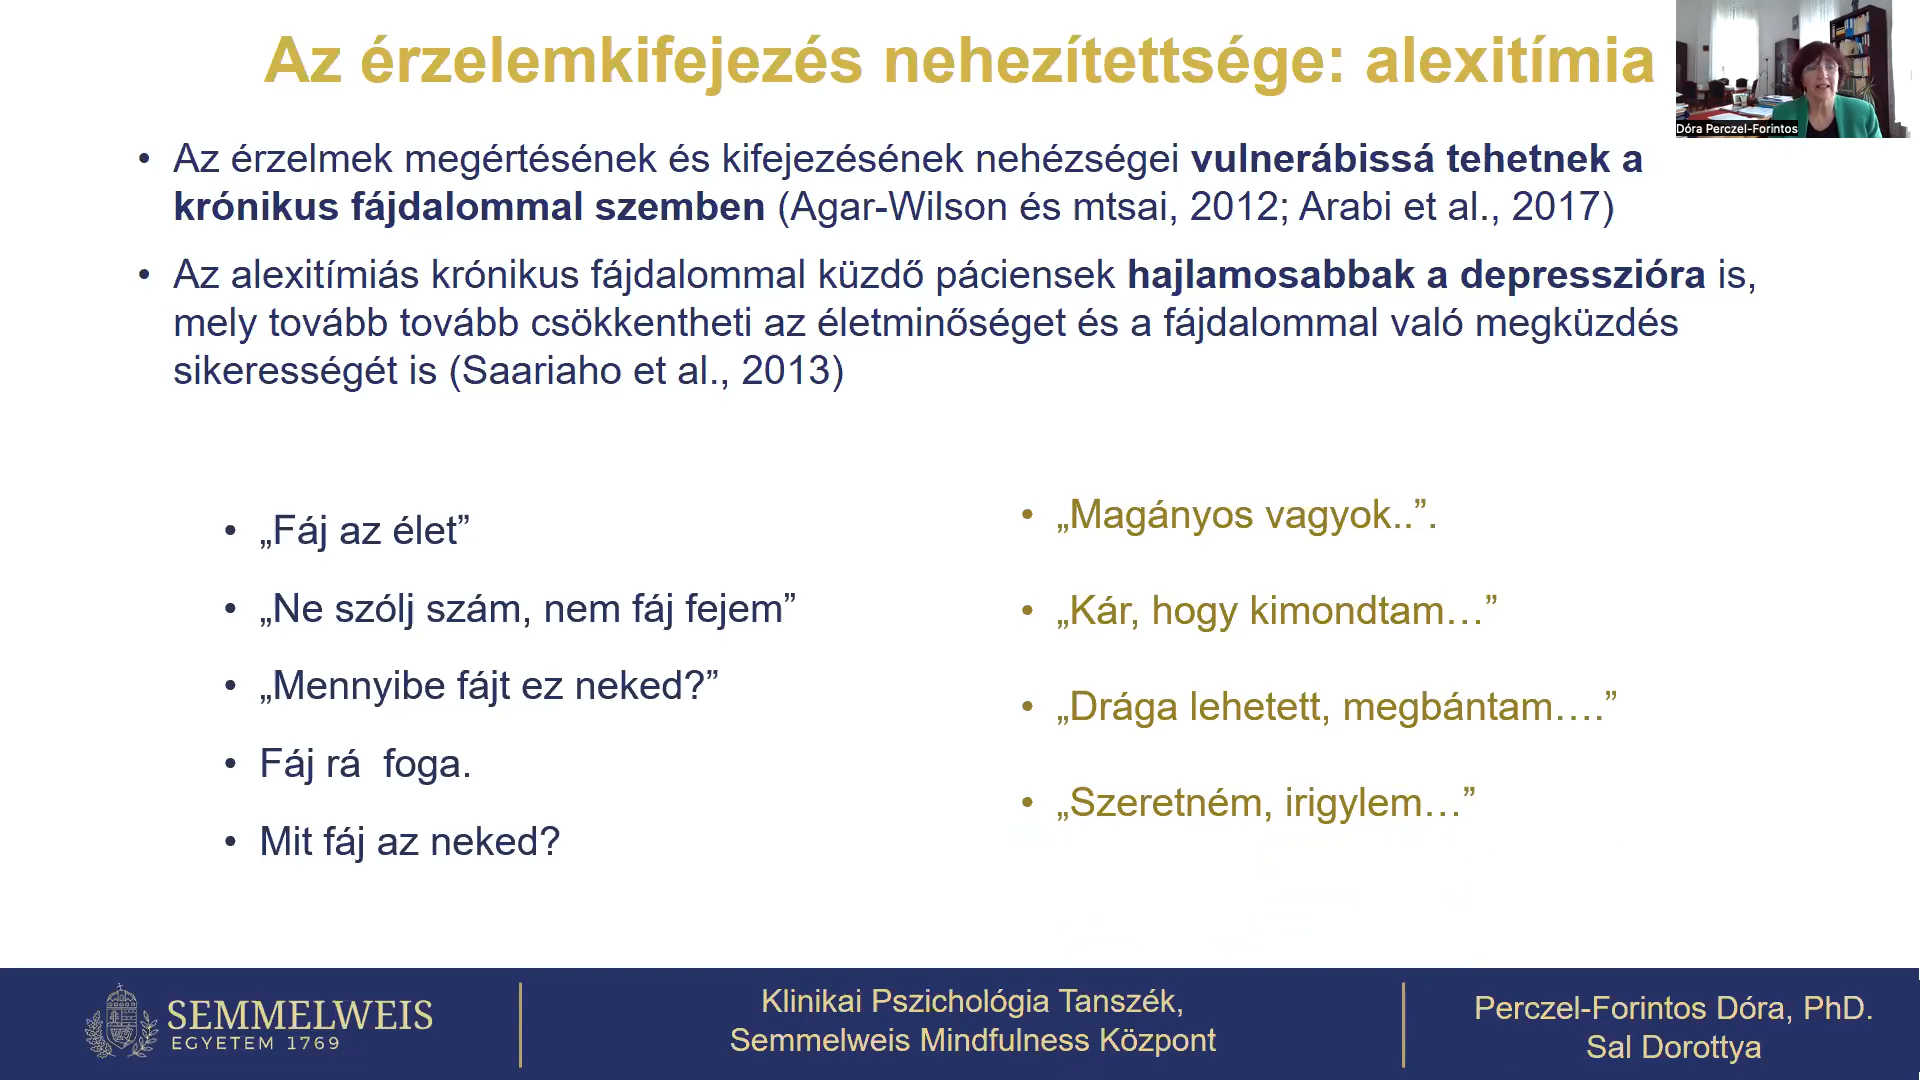 Az érzelemkifejezés nehezítettsége: alexitímia
Dóra Perczel-Forintos
• Az érzelmek megértésének és kifejezésének nehézségei vulnerábissá tehetnek a
krónikus fájdalommal szemben (Agar-Wilson és mtsai, 2012; Arabi et al., 2017)
• Az alexitímiás krónikus fájdalommal küzdő páciensek hajlamosabbak a depresszióra is,
mely tovább tovább csökkentheti az életminőséget és a fájdalommal való megküzdés
sikerességét is (Saariaho et al., 2013)
• „Fáj az élet”
• „Ne szólj szám, nem fáj fejem”
• „Mennyibe fájt ez neked?”
• Fáj rá  foga.
• Mit fáj az neked?
• „Magányos vagyok..”.
• „Kár, hogy kimondtam…”
• „Drága lehetett, megbántam….”
• „Szeretném, irigylem…”
SEMMELWEIS
EGYETEM 1769
Klinikai Pszichológia Tanszék,
Semmelweis Mindfulness Központ
Perczel-Forintos Dóra, PhD.
Sal Dorottya